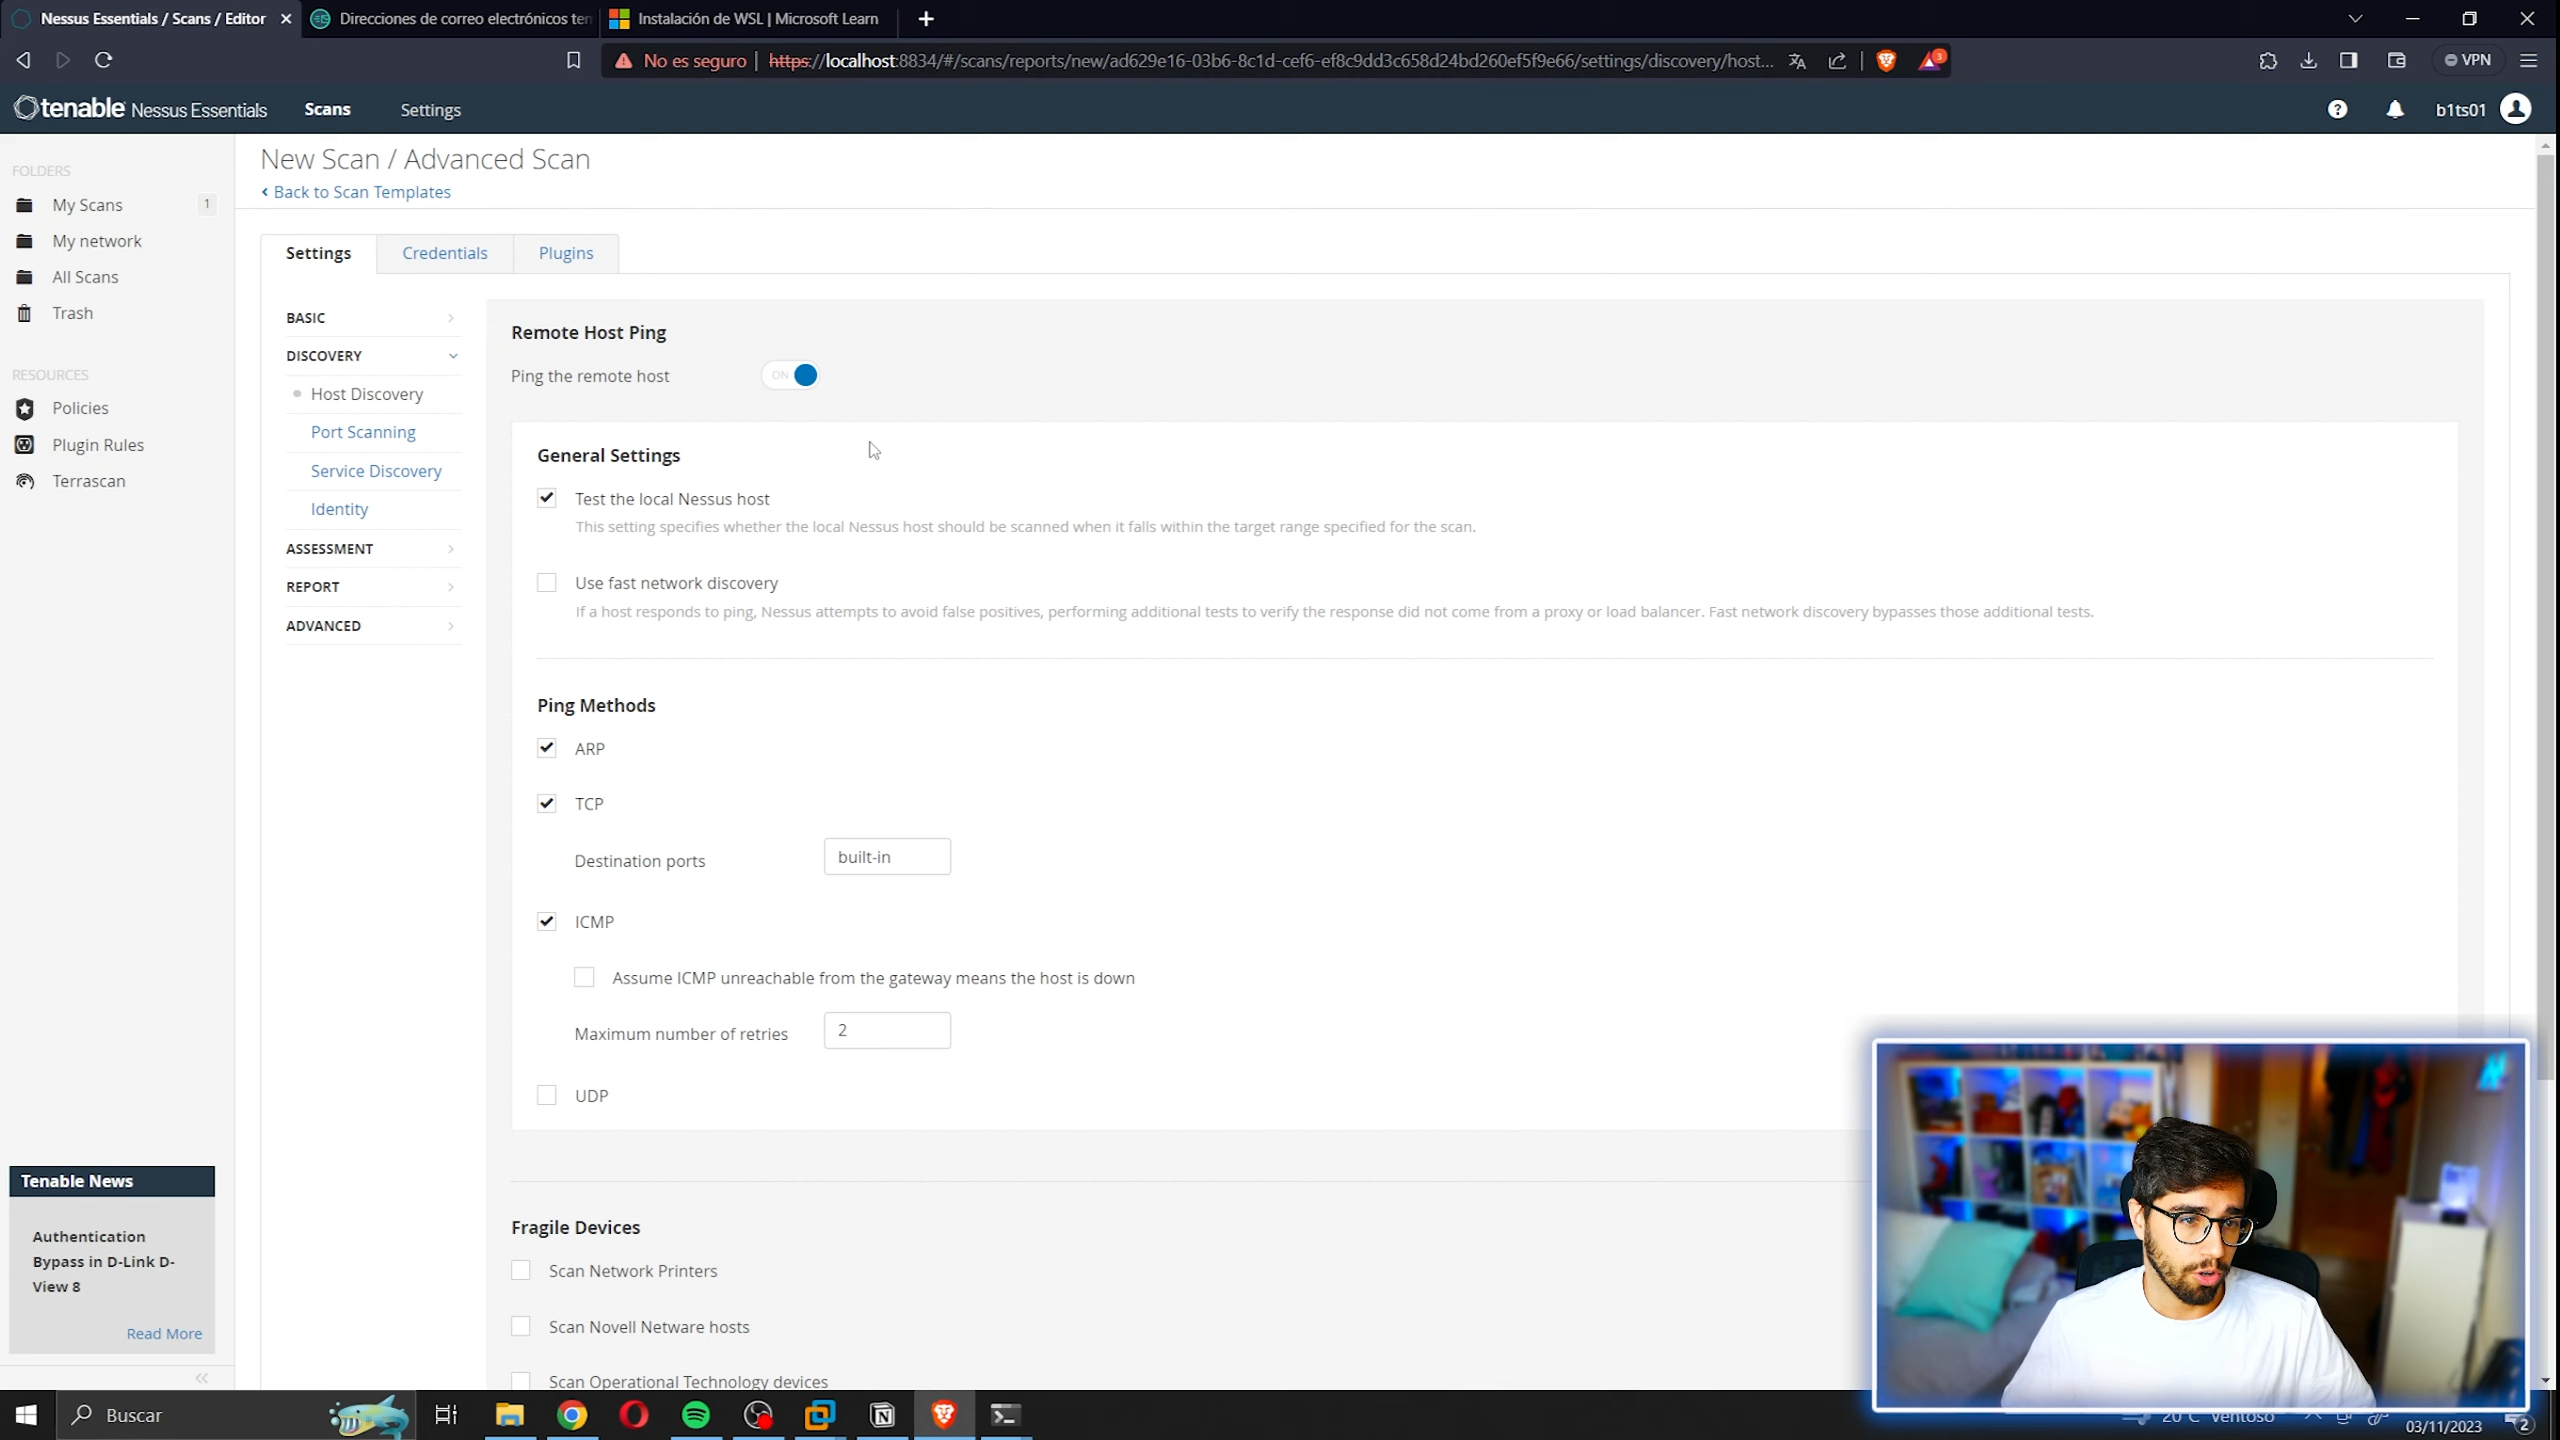 Nessus Essentials / Scans / Editor
Direcciones de correo electrónicos ten
Instalación de WSL | Microsoft Learn
No es seguro
https://localhost:8834/#/scans/reports/new/ad629e16-03b6-8c1d-cef6-ef8c9dd3c658d24bd260ef5f9e66/settings/discovery/host...
3
VPN
tenable Nessus Essentials
Scans
Settings
b1ts01
FOLDERS
My Scans
1
My network
All Scans
Trash
RESOURCES
Policies
Plugin Rules
Terrascan
Tenable News
Authentication
Bypass in D-Link D-
View 8
Read More
New Scan / Advanced Scan
Back to Scan Templates
Settings
Credentials
Plugins
BASIC
DISCOVERY
Host Discovery
Port Scanning
Service Discovery
Identity
ASSESSMENT
REPORT
ADVANCED
Remote Host Ping
Ping the remote host
ON
General Settings
Test the local Nessus host
This setting specifies whether the local Nessus host should be scanned when it falls within the target range specified for the scan.
Use fast network discovery
If a host responds to ping, Nessus attempts to avoid false positives, performing additional tests to verify the response did not come from a proxy or load balancer. Fast network discovery bypasses those additional tests.
Ping Methods
ARP
TCP
Destination ports
built-in
ICMP
Assume ICMP unreachable from the gateway means the host is down
Maximum number of retries
2
UDP
Fragile Devices
Scan Network Printers
Scan Novell Netware hosts
Scan Operational Technology devices
Buscar
20°C Ventoso
03/11/2023
2